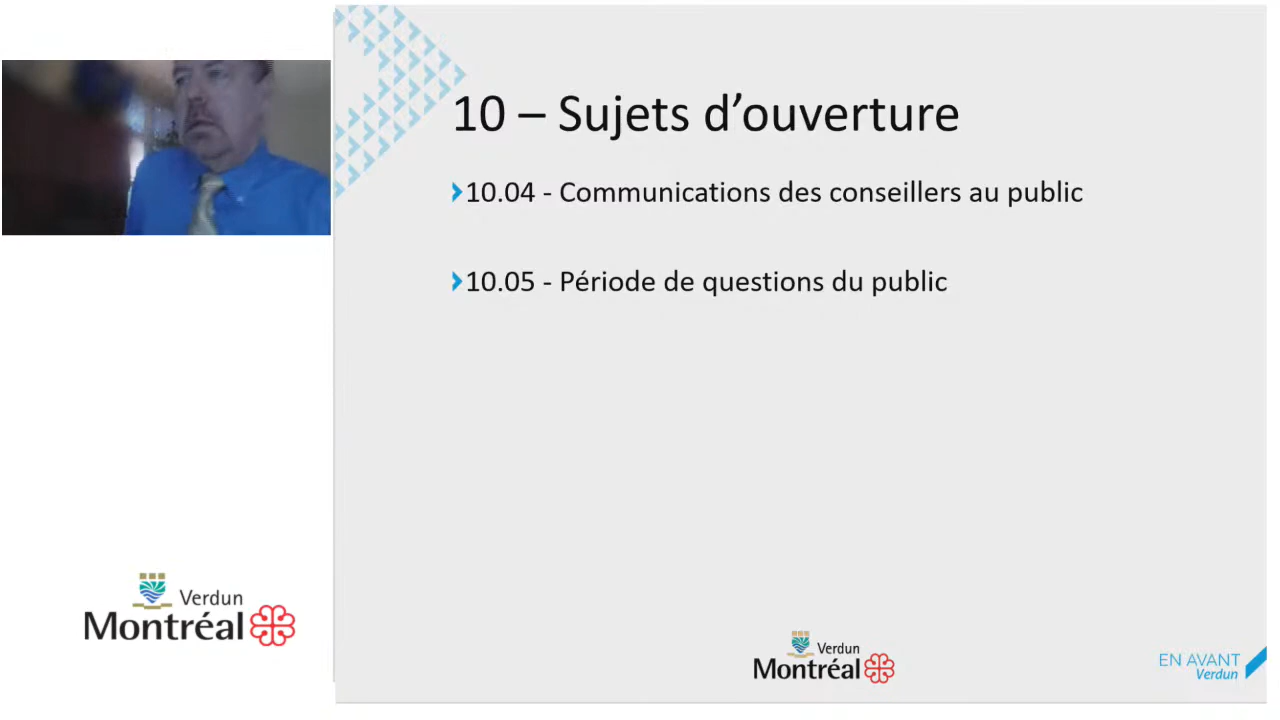 10 – Sujets d’ouverture
10.04 - Communications des conseillers au public
10.05 - Période de questions du public
Verdun
Montréal
Verdun
Montréal
EN AVANT
Verdun